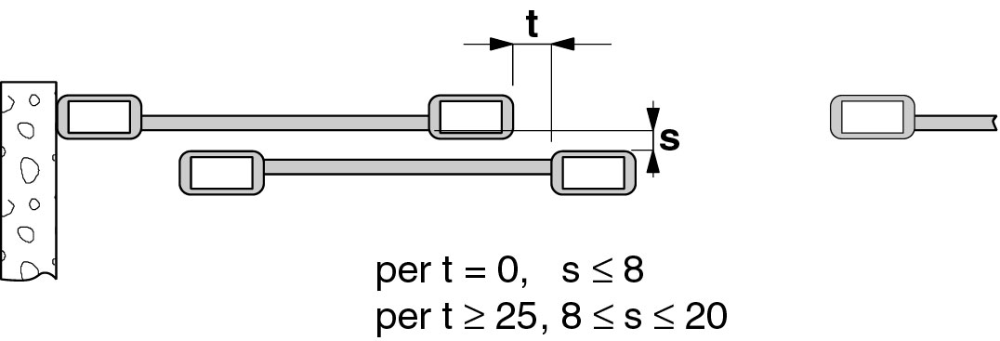 t
s
per t = 0, s ≤ 8
per t ≥ 25, 8 ≤ s ≤ 20